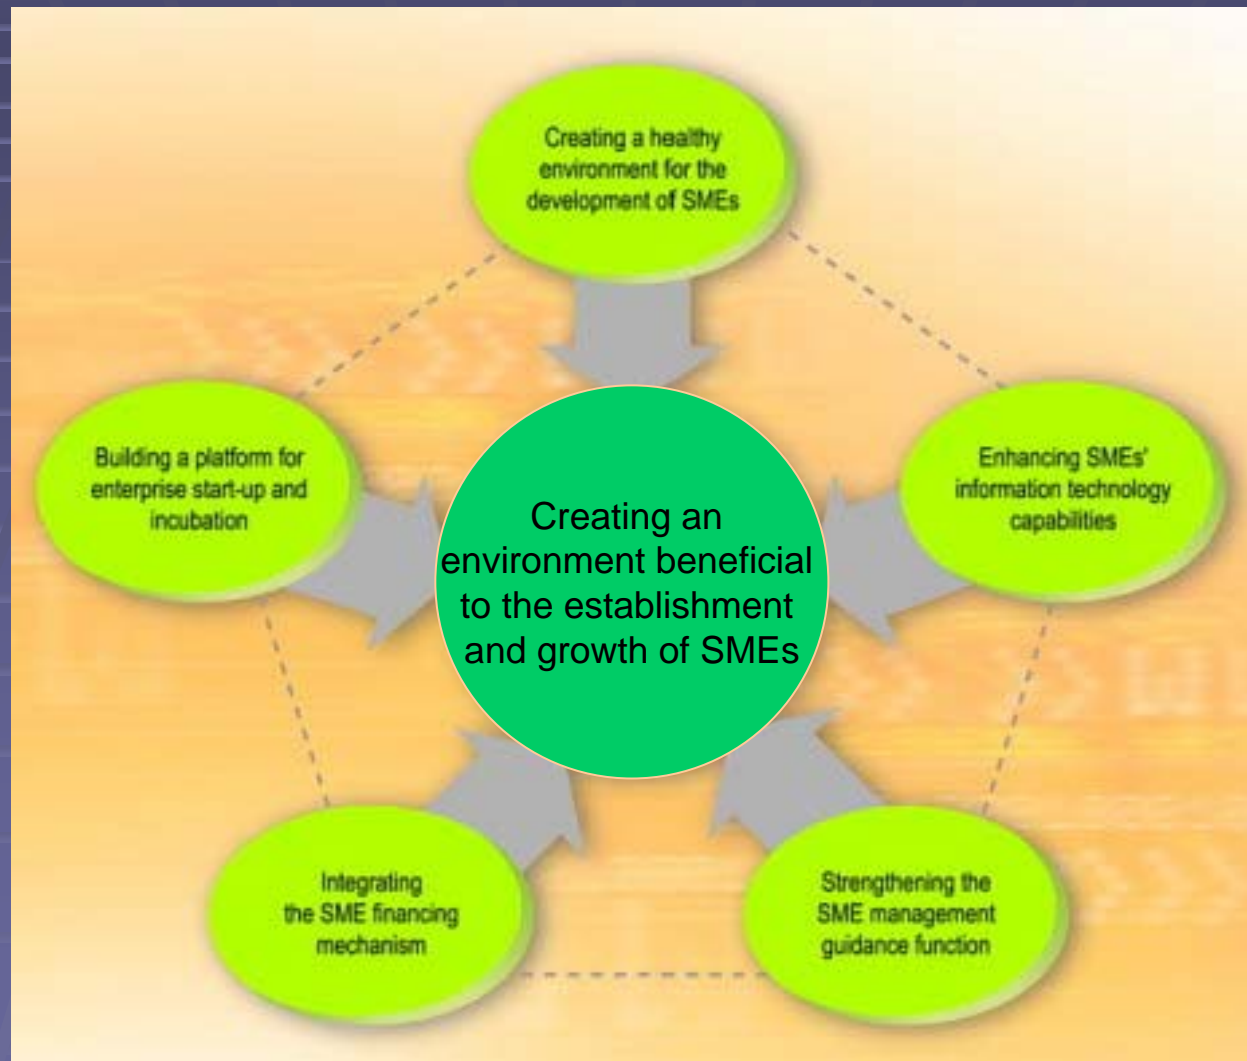 Creating a healthy
environment for the
development of SMEs
Building a platform for
enterprise start-up and
incubation
Enhancing SMEs'
information technology
capabilities
Creating an
environment beneficial
to the establishment
and growth of SMEs
Integrating
the SME financing
mechanism
Strengthening the
SME management
guidance function